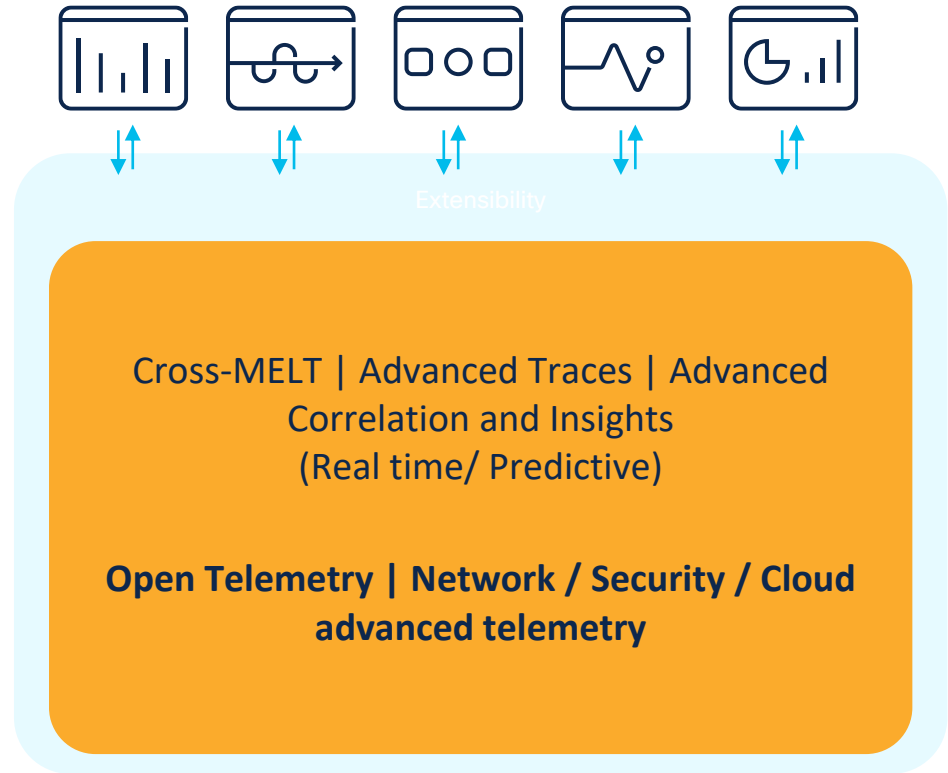 Extensibility
Cross-MELT | Advanced Traces | Advanced
Correlation and Insights
(Real time/ Predictive)
Open Telemetry | Network / Security / Cloud
advanced telemetry